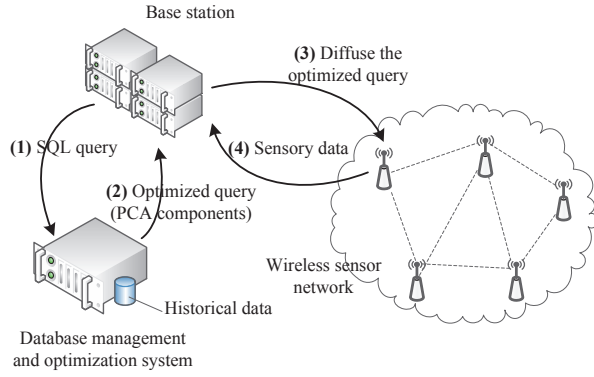 Base station
(3) Diffuse the
optimized query
(1) SQL query
(4) Sensory data
(2) Optimized query
(PCA components)
Wireless sensor
network
Historical data
Database management
and optimization system